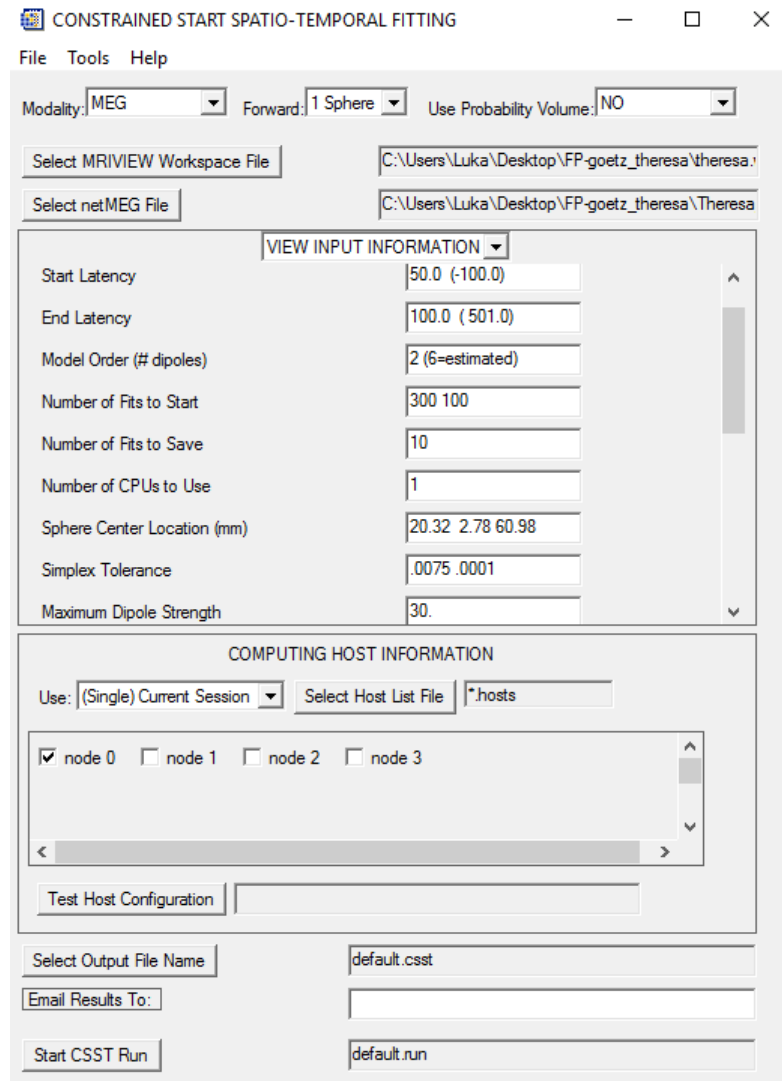 CONSTRAINED START SPATIO-TEMPORAL FITTING
File Tools Help
Modality: MEG Forward: 1 Sphere Use Probability Volume: NO
Select MRIVIEW Workspace File C:\Users\Luka\Desktop\FP-goetz_theresa\theresa.
Select netMEG File C:\Users\Luka\Desktop\FP-goetz_theresa\Theresa
VIEW INPUT INFORMATION
Start Latency 50.0 (-100.0)
End Latency 100.0 ( 501.0)
Model Order (# dipoles) 2 (6=estimated)
Number of Fits to Start 300 100
Number of Fits to Save 10
Number of CPUs to Use 1
Sphere Center Location (mm) 20.32 2.78 60.98
Simplex Tolerance .0075 .0001
Maximum Dipole Strength 30.
COMPUTING HOST INFORMATION
Use: (Single) Current Session Select Host List File *.hosts
node 0 node 1 node 2 node 3
Test Host Configuration
Select Output File Name default.csst
Email Results To:
Start CSST Run default.run